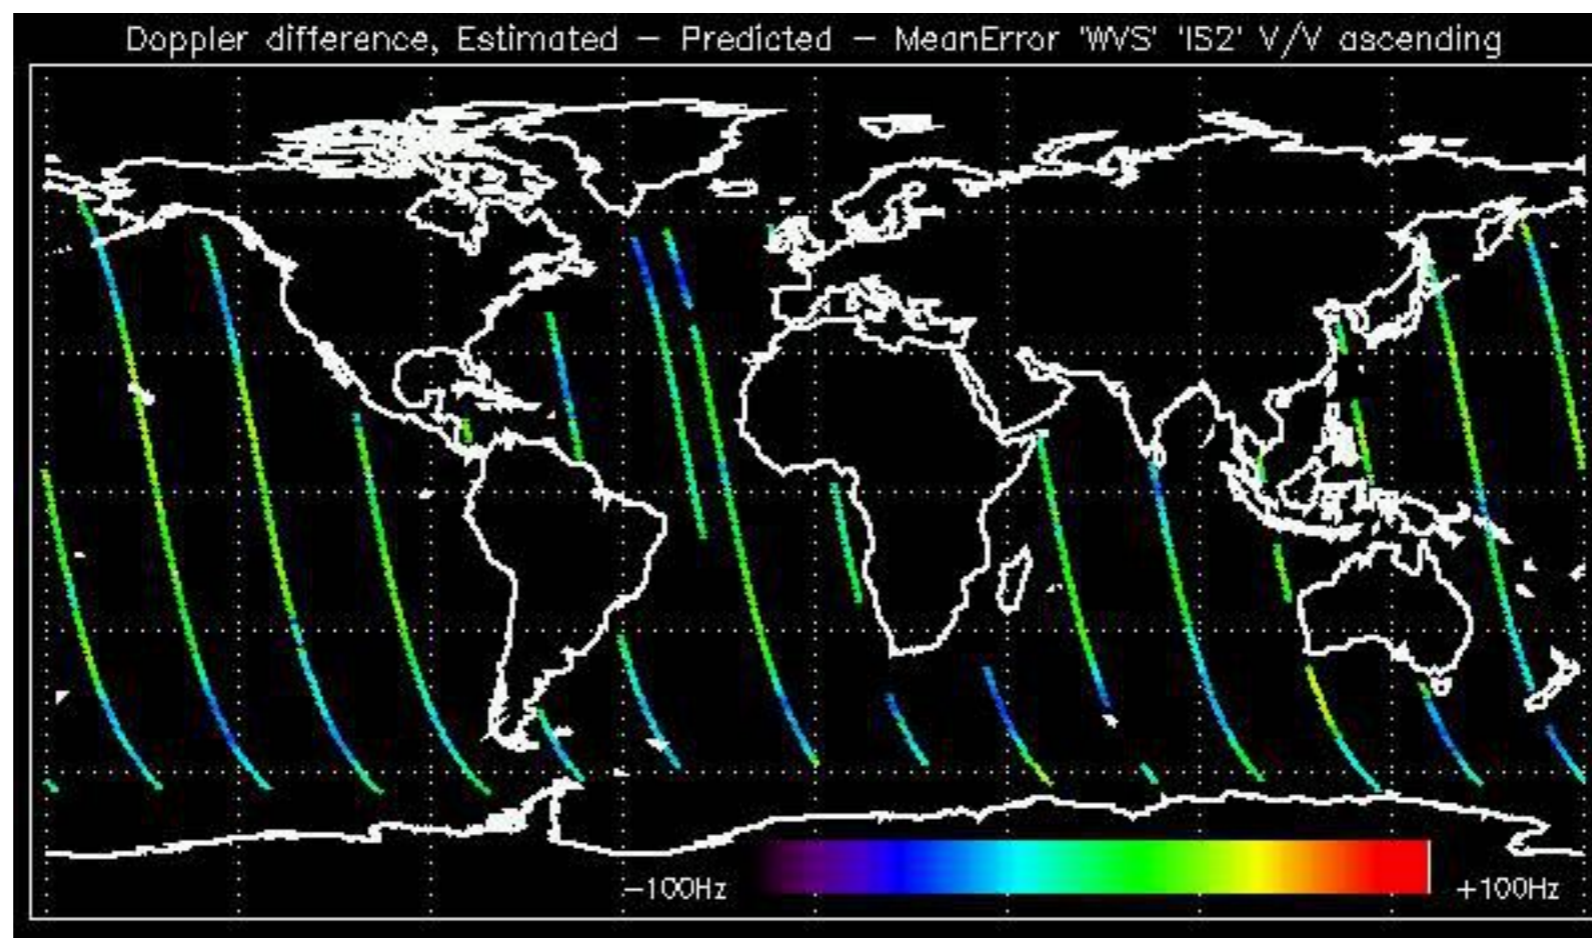 Doppler difference, Estimated – Predicted – MeanError 'WVS' 'IS2' V/V ascending
−100Hz
+100Hz